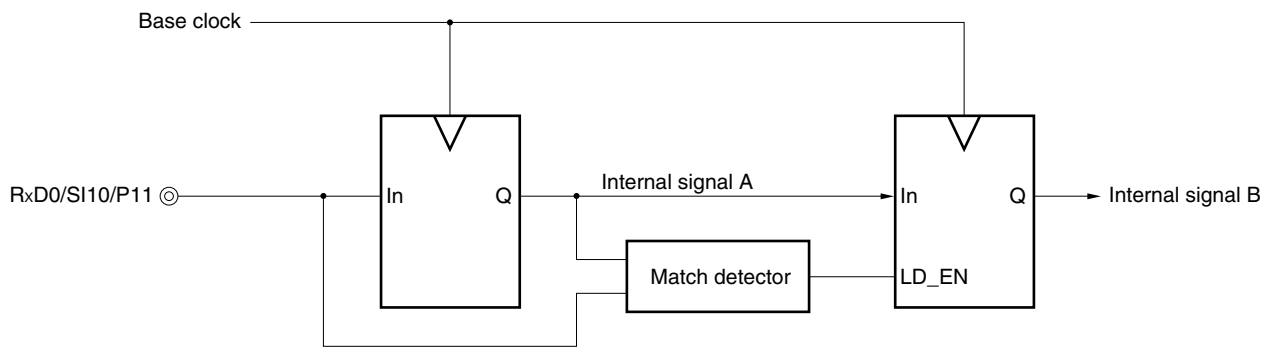 Base clock
RxD0/SI10/P11
In
Q
Internal signal A
In
Q
Internal signal B
Match detector
LD_EN